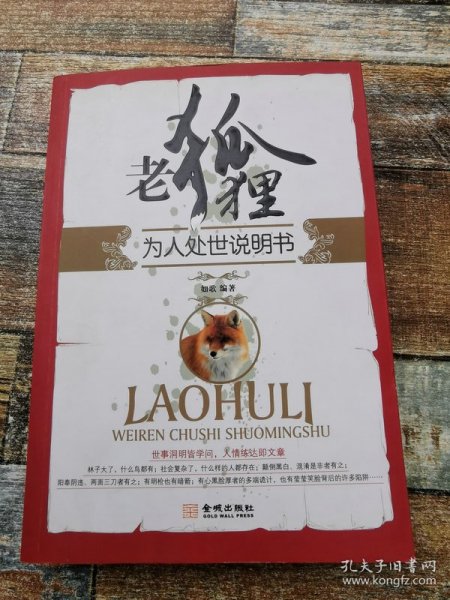 老狐狸
为人处世说明书
如歌 编著
LAOHULI
WEIREN CHUSHI SHUOMINGSHU
世事洞明皆学问,人情练达即文章
林子大了,什么鸟都有;社会复杂了,什么样的人都存在;颠倒黑白、混淆是非者有之;
阳奉阴违、两面三刀者有之;有明枪也有暗箭;有心黑脸厚者的多端诡计,也有莹莹笑脸背后的许多陷阱……
金城出版社
GOLD WALL PRESS
孔夫子旧书网
www.kongfz.com